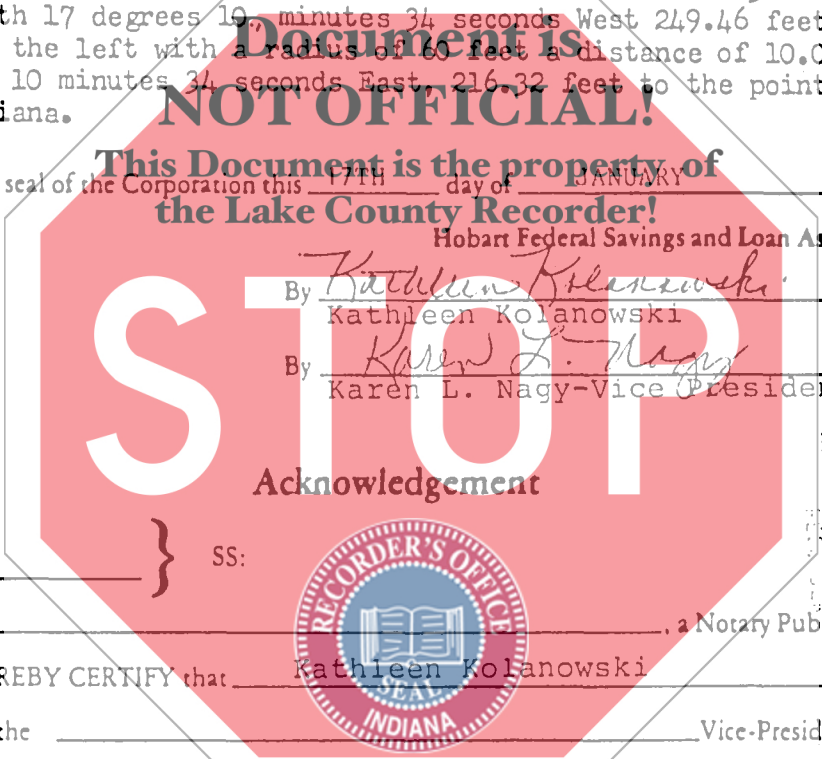 th 17 degrees 10, minutes 34 seconds West 249.46 feet
Document is
the left with a radius of 60 feet a distance of 10.0
10 minutes 34 seconds East, 216.32 feet to the point
NOT OFFICIAL!
iana.
This Document is the property of
seal of the Corporation this 17TH day of JANUARY
the Lake County Recorder!
Hobart Federal Savings and Loan As
By Kathleen Kolanowski
Kathleen Kolanowski
By Karen L. Nagy
Karen L. Nagy-Vice Presiden
STOP
Acknowledgement
} SS:
RECORDER'S OFFICE
, a Notary Pub
REBY CERTIFY that Kathleen Kolanowski
SEAL
INDIANA
the Vice-Presid